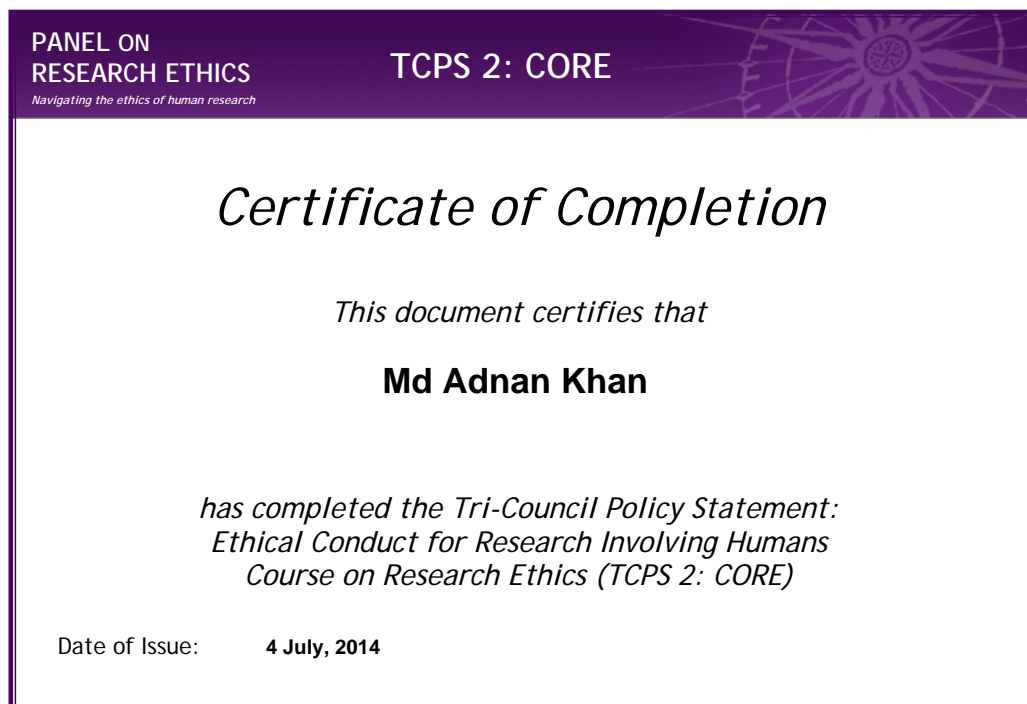 PANEL ON
RESEARCH ETHICS
Navigating the ethics of human research
TCPS 2: CORE
Certificate of Completion
This document certifies that
Md Adnan Khan
has completed the Tri-Council Policy Statement:
Ethical Conduct for Research Involving Humans
Course on Research Ethics (TCPS 2: CORE)
Date of Issue: 4 July, 2014